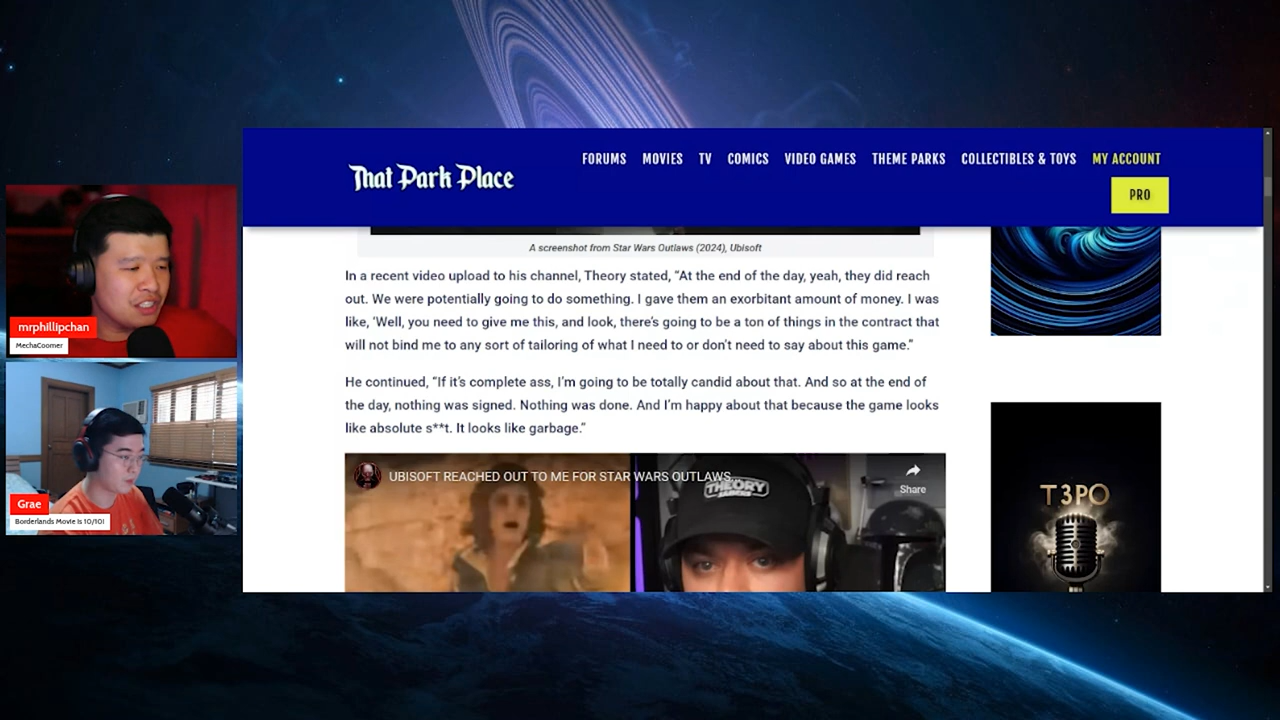 That Park Place
FORUMS MOVIES TV COMICS VIDEO GAMES THEME PARKS COLLECTIBLES & TOYS MY ACCOUNT
PRO
A screenshot from Star Wars Outlaws (2024), Ubisoft
In a recent video upload to his channel, Theory stated, “At the end of the day, yeah, they did reach
out. We were potentially going to do something. I gave them an exorbitant amount of money. I was
like, ‘Well, you need to give me this, and look, there’s going to be a ton of things in the contract that
will not bind me to any sort of tailoring of what I need to or don’t need to say about this game.”
He continued, “If it’s complete ass, I’m going to be totally candid about that. And so at the end of
the day, nothing was signed. Nothing was done. And I’m happy about that because the game looks
like absolute s**t. It looks like garbage.”
UBISOFT REACHED OUT TO ME FOR STAR WARS OUTLAWS...
Share
THEORY
T3PO
mrphillipchan
MechaCoomer
Grae
Borderlands Movie is 10/10!